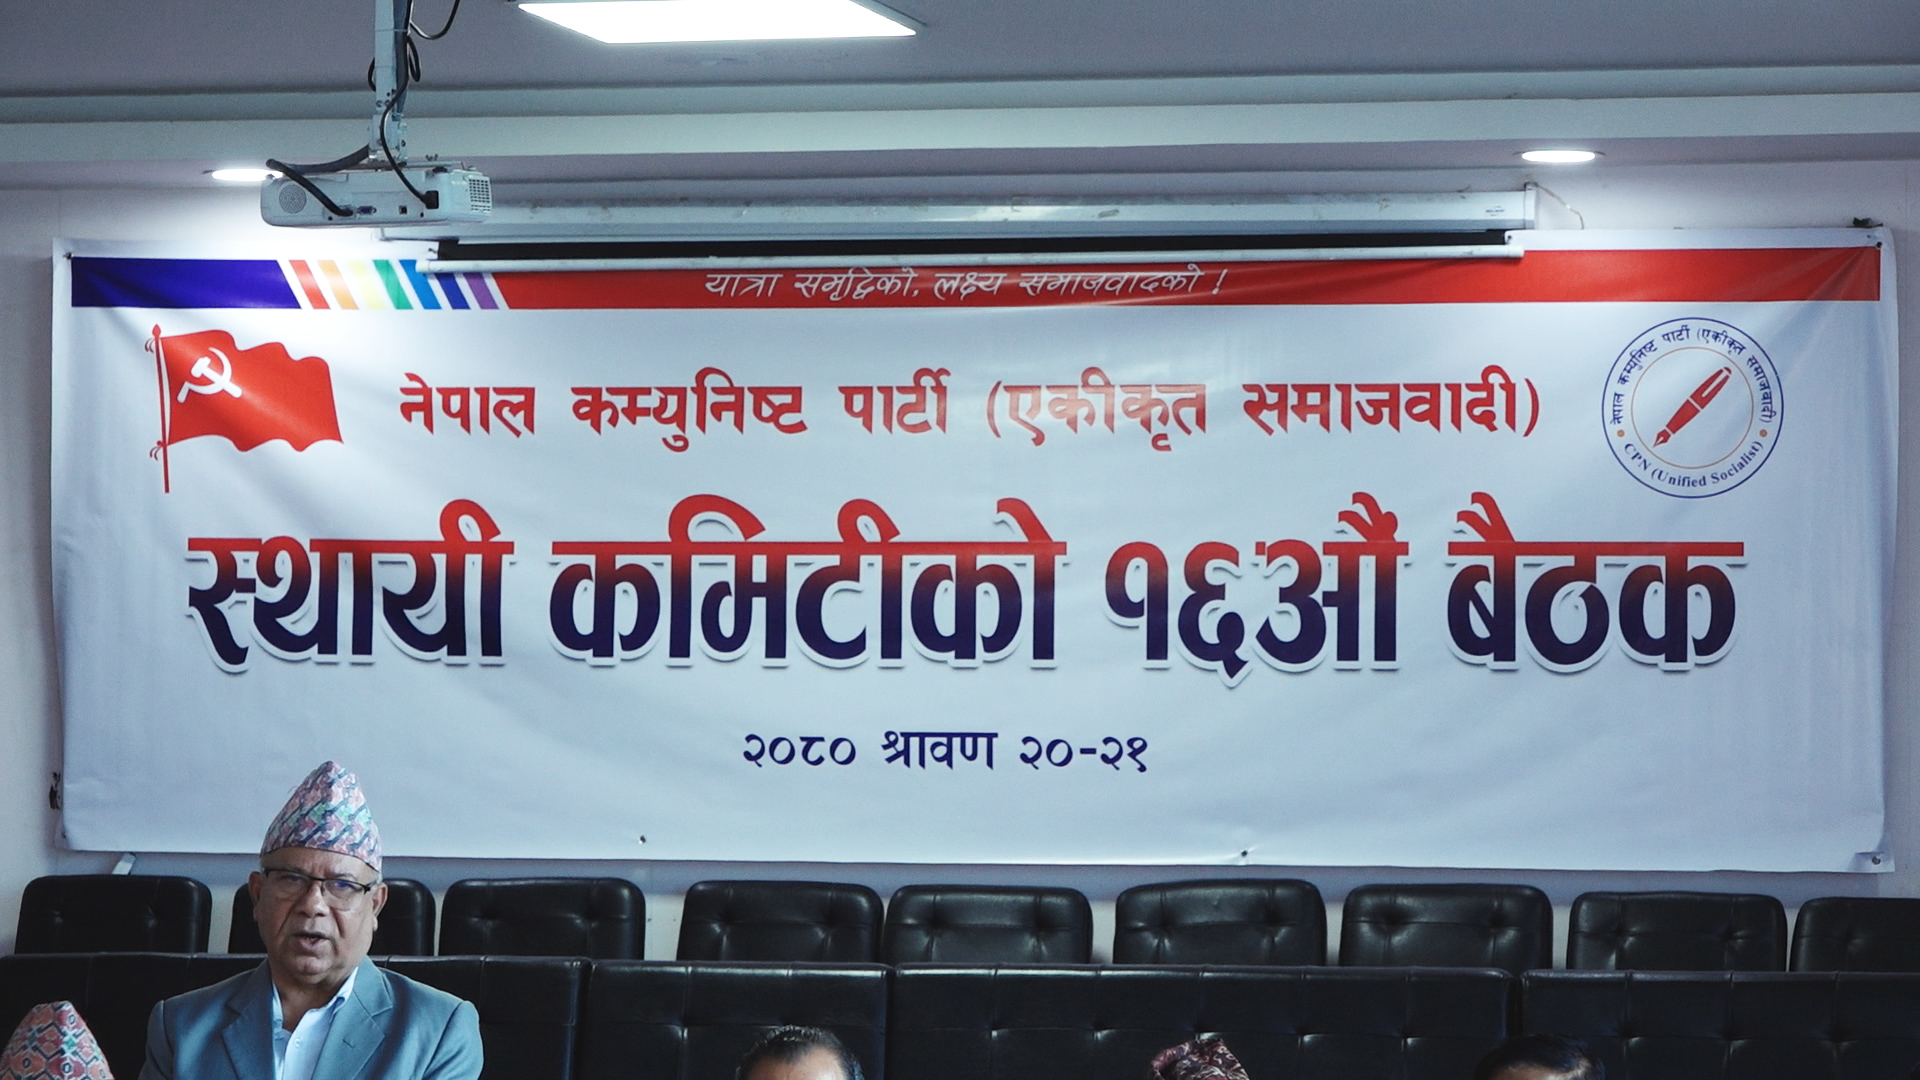 यात्रा समृद्धिको, लक्ष्य समाजवादको !
नेपाल कम्युनिष्ट पार्टी (एकीकृत समाजवादी)
नेपाल कम्युनिष्ट पार्टी (एकीकृत समाजवादी)
CPN (Unified Socialist)
स्थायी कमिटीको १६औं बैठक
२०८० श्रावण २०-२१